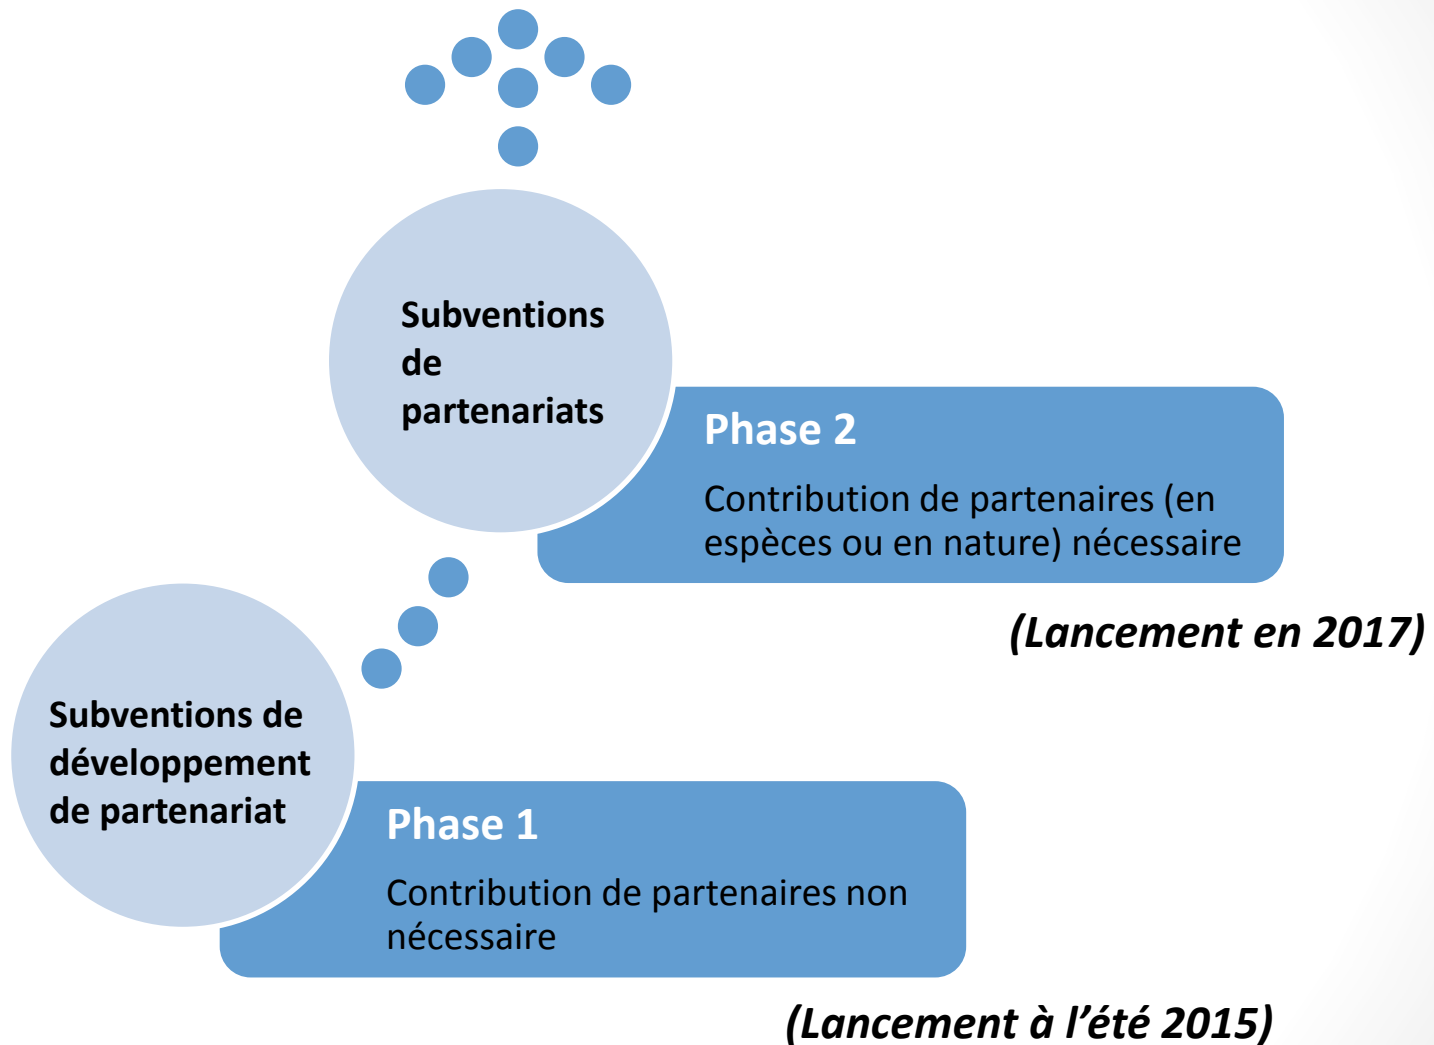 Subventions
de
partenariats
Phase 2
Contribution de partenaires (en
espèces ou en nature) nécessaire
(Lancement en 2017)
Subventions de
développement
de partenariat
Phase 1
Contribution de partenaires non
nécessaire
(Lancement à l’été 2015)